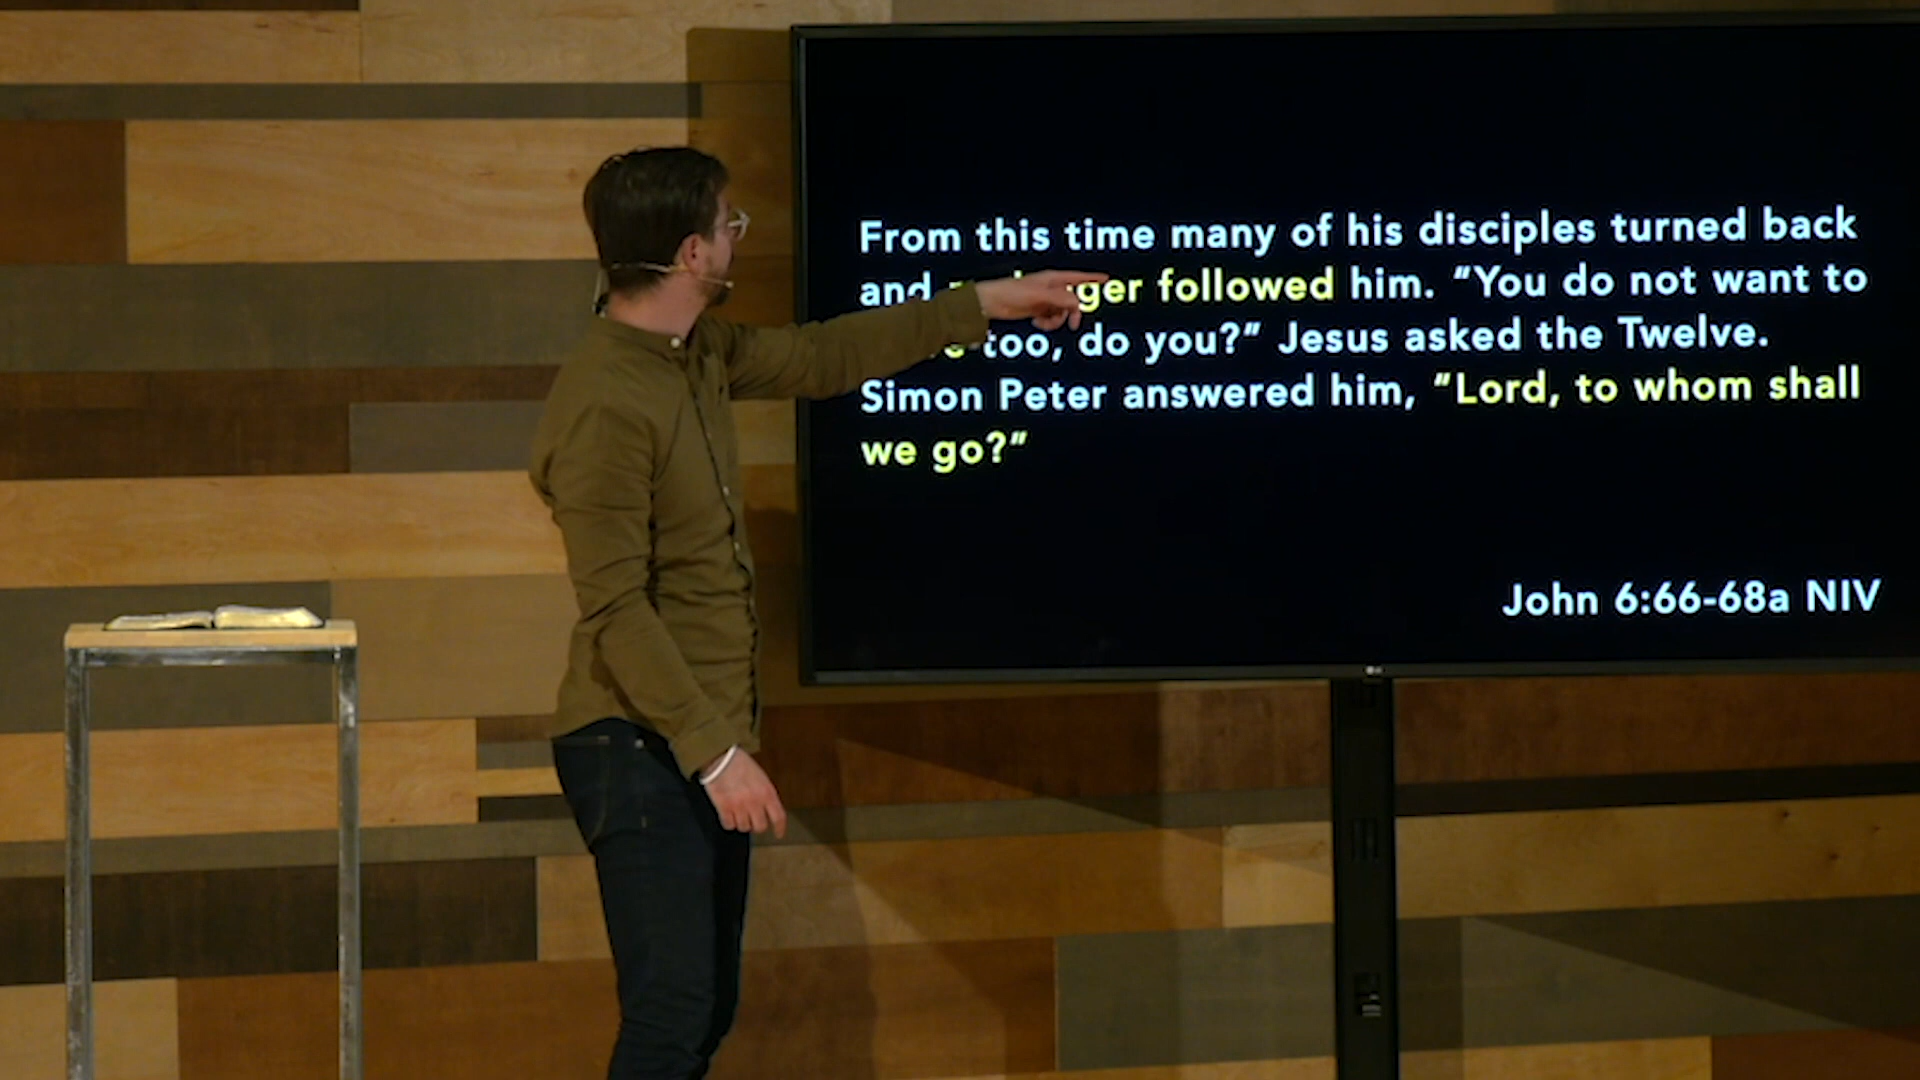 From this time many of his disciples turned back
and followed him. “You do not want to
too, do you?” Jesus asked the Twelve.
Simon Peter answered him, “Lord, to whom shall
we go?”
John 6:66-68a NIV